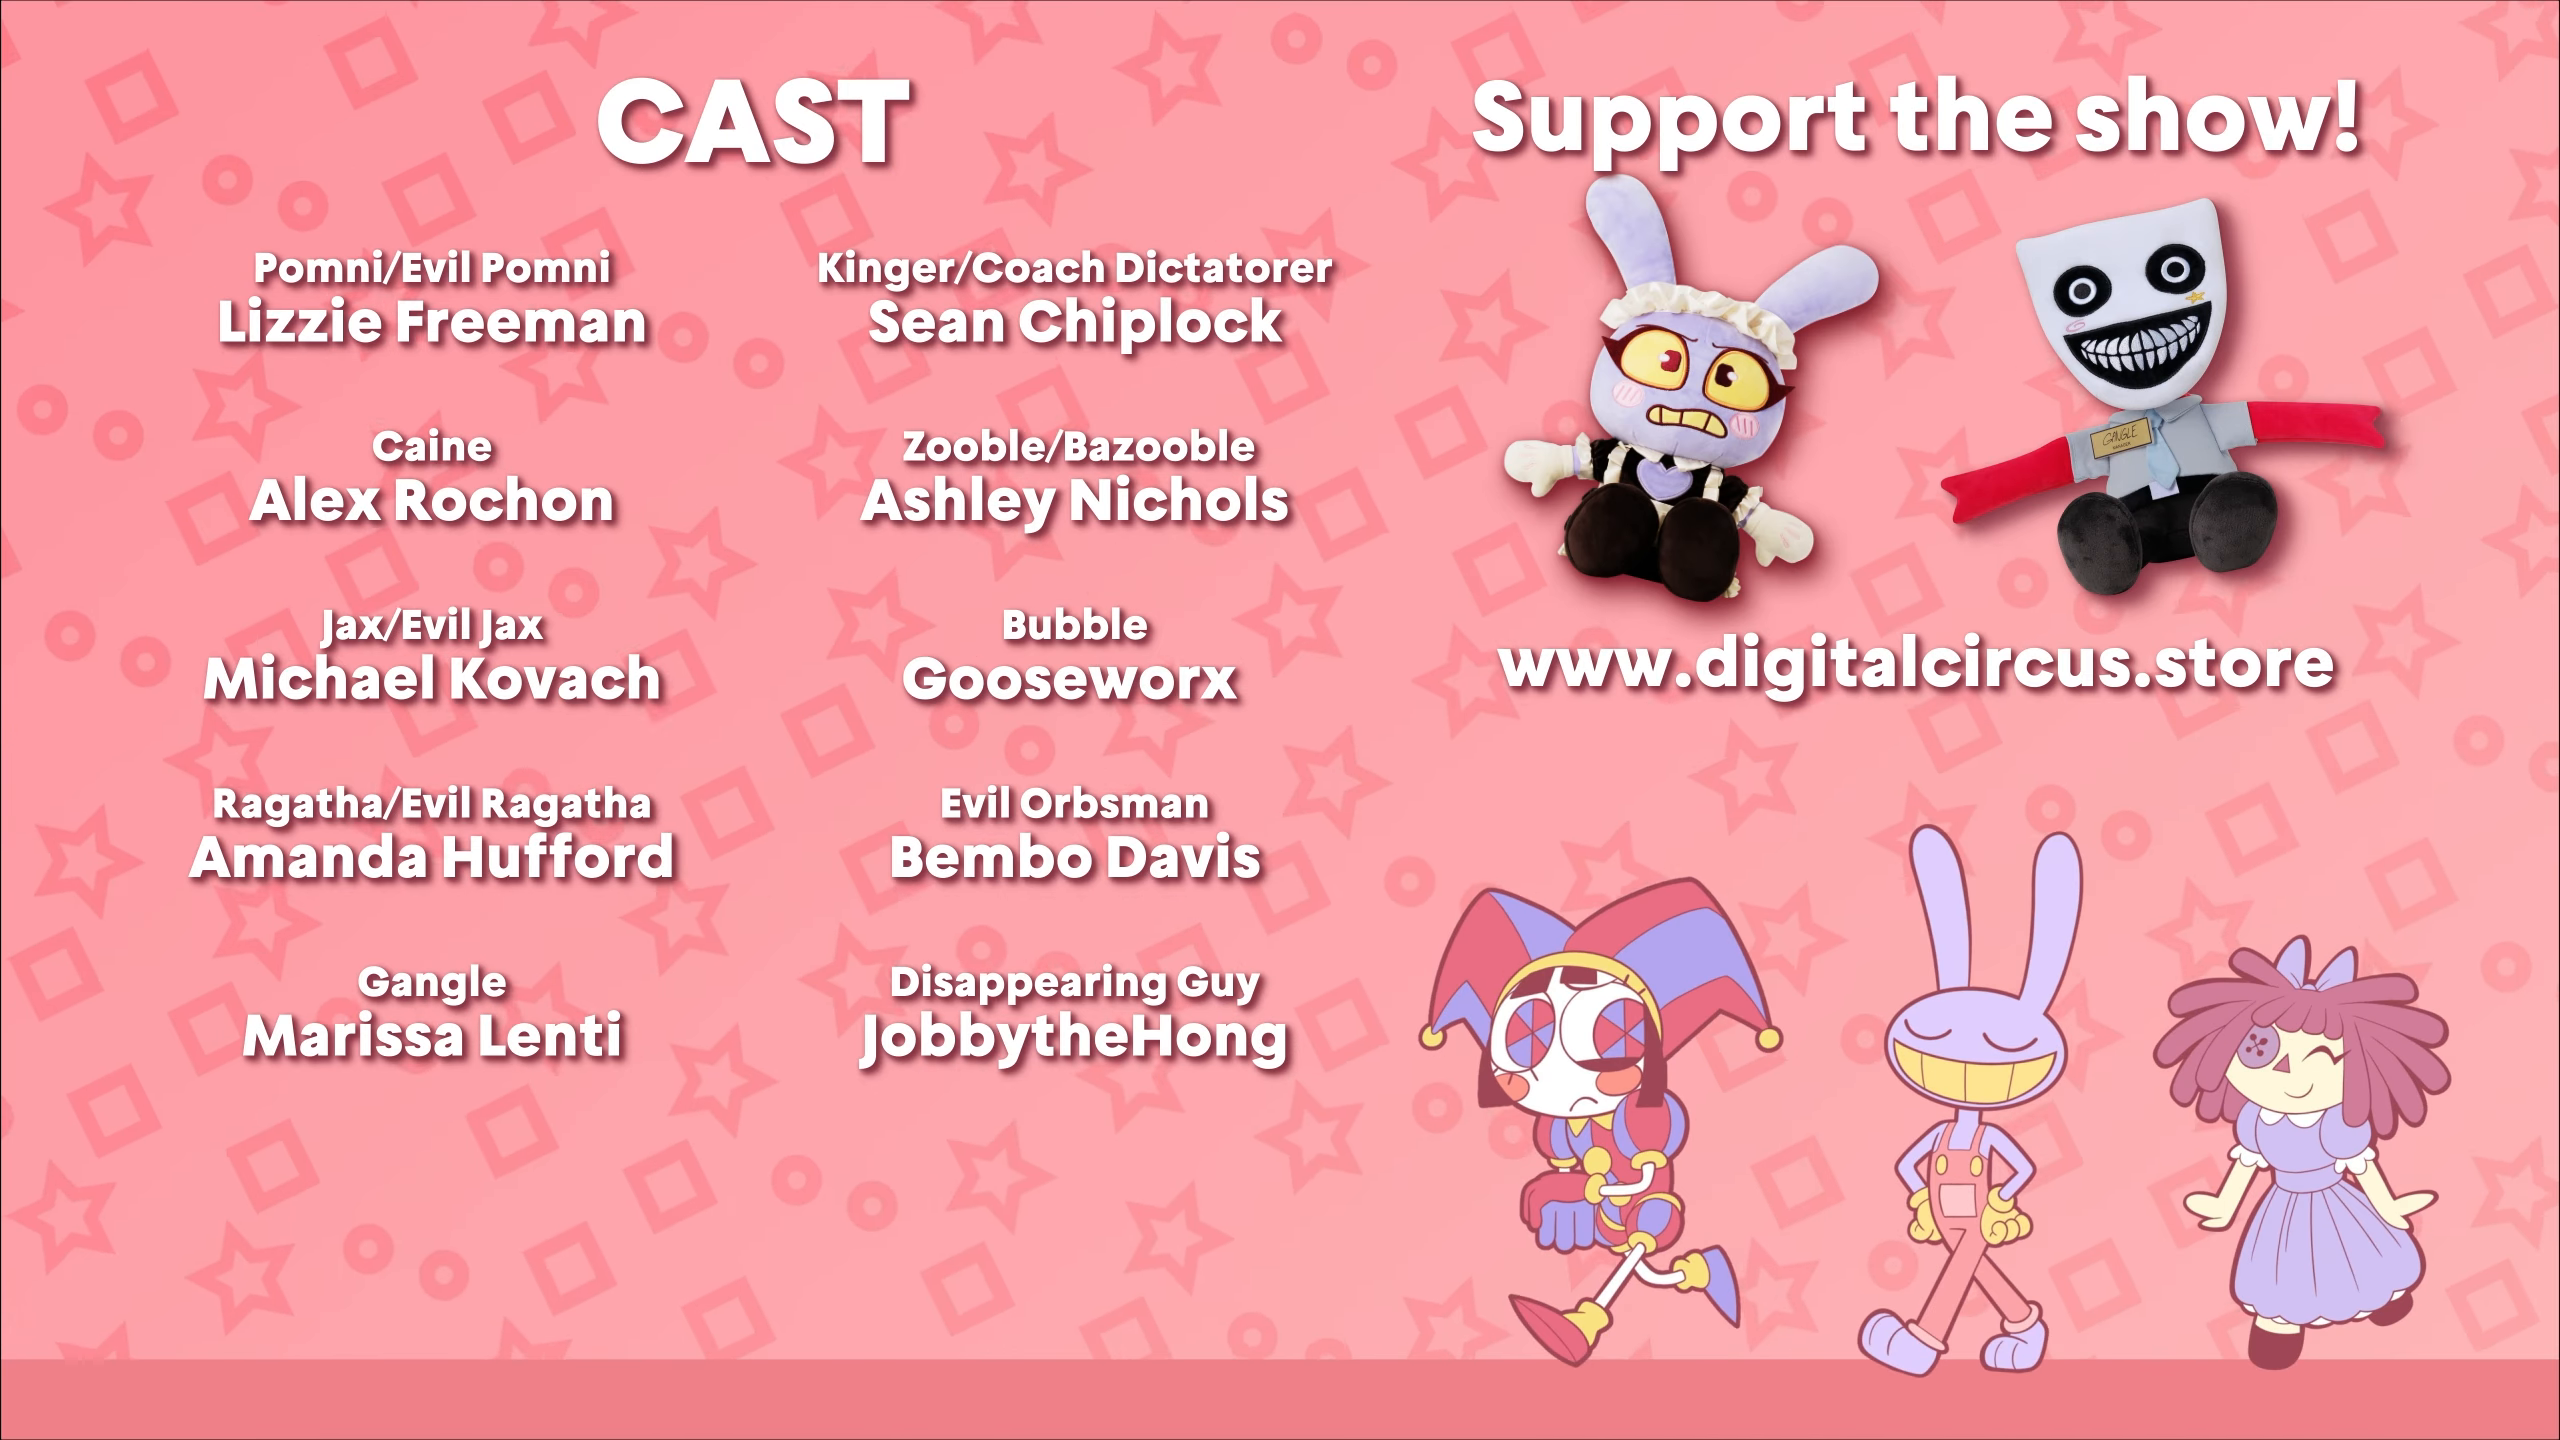 CAST
Pomni/Evil Pomni
Lizzie Freeman
Caine
Alex Rochon
Jax/Evil Jax
Michael Kovach
Ragatha/Evil Ragatha
Amanda Hufford
Gangle
Marissa Lenti
Kinger/Coach Dictatorer
Sean Chiplock
Zooble/Bazooble
Ashley Nichols
Bubble
Gooseworx
Evil Orbsman
Bembo Davis
Disappearing Guy
JobbytheHong
Support the show!
GANGLE
MANAGER
www.digitalcircus.store